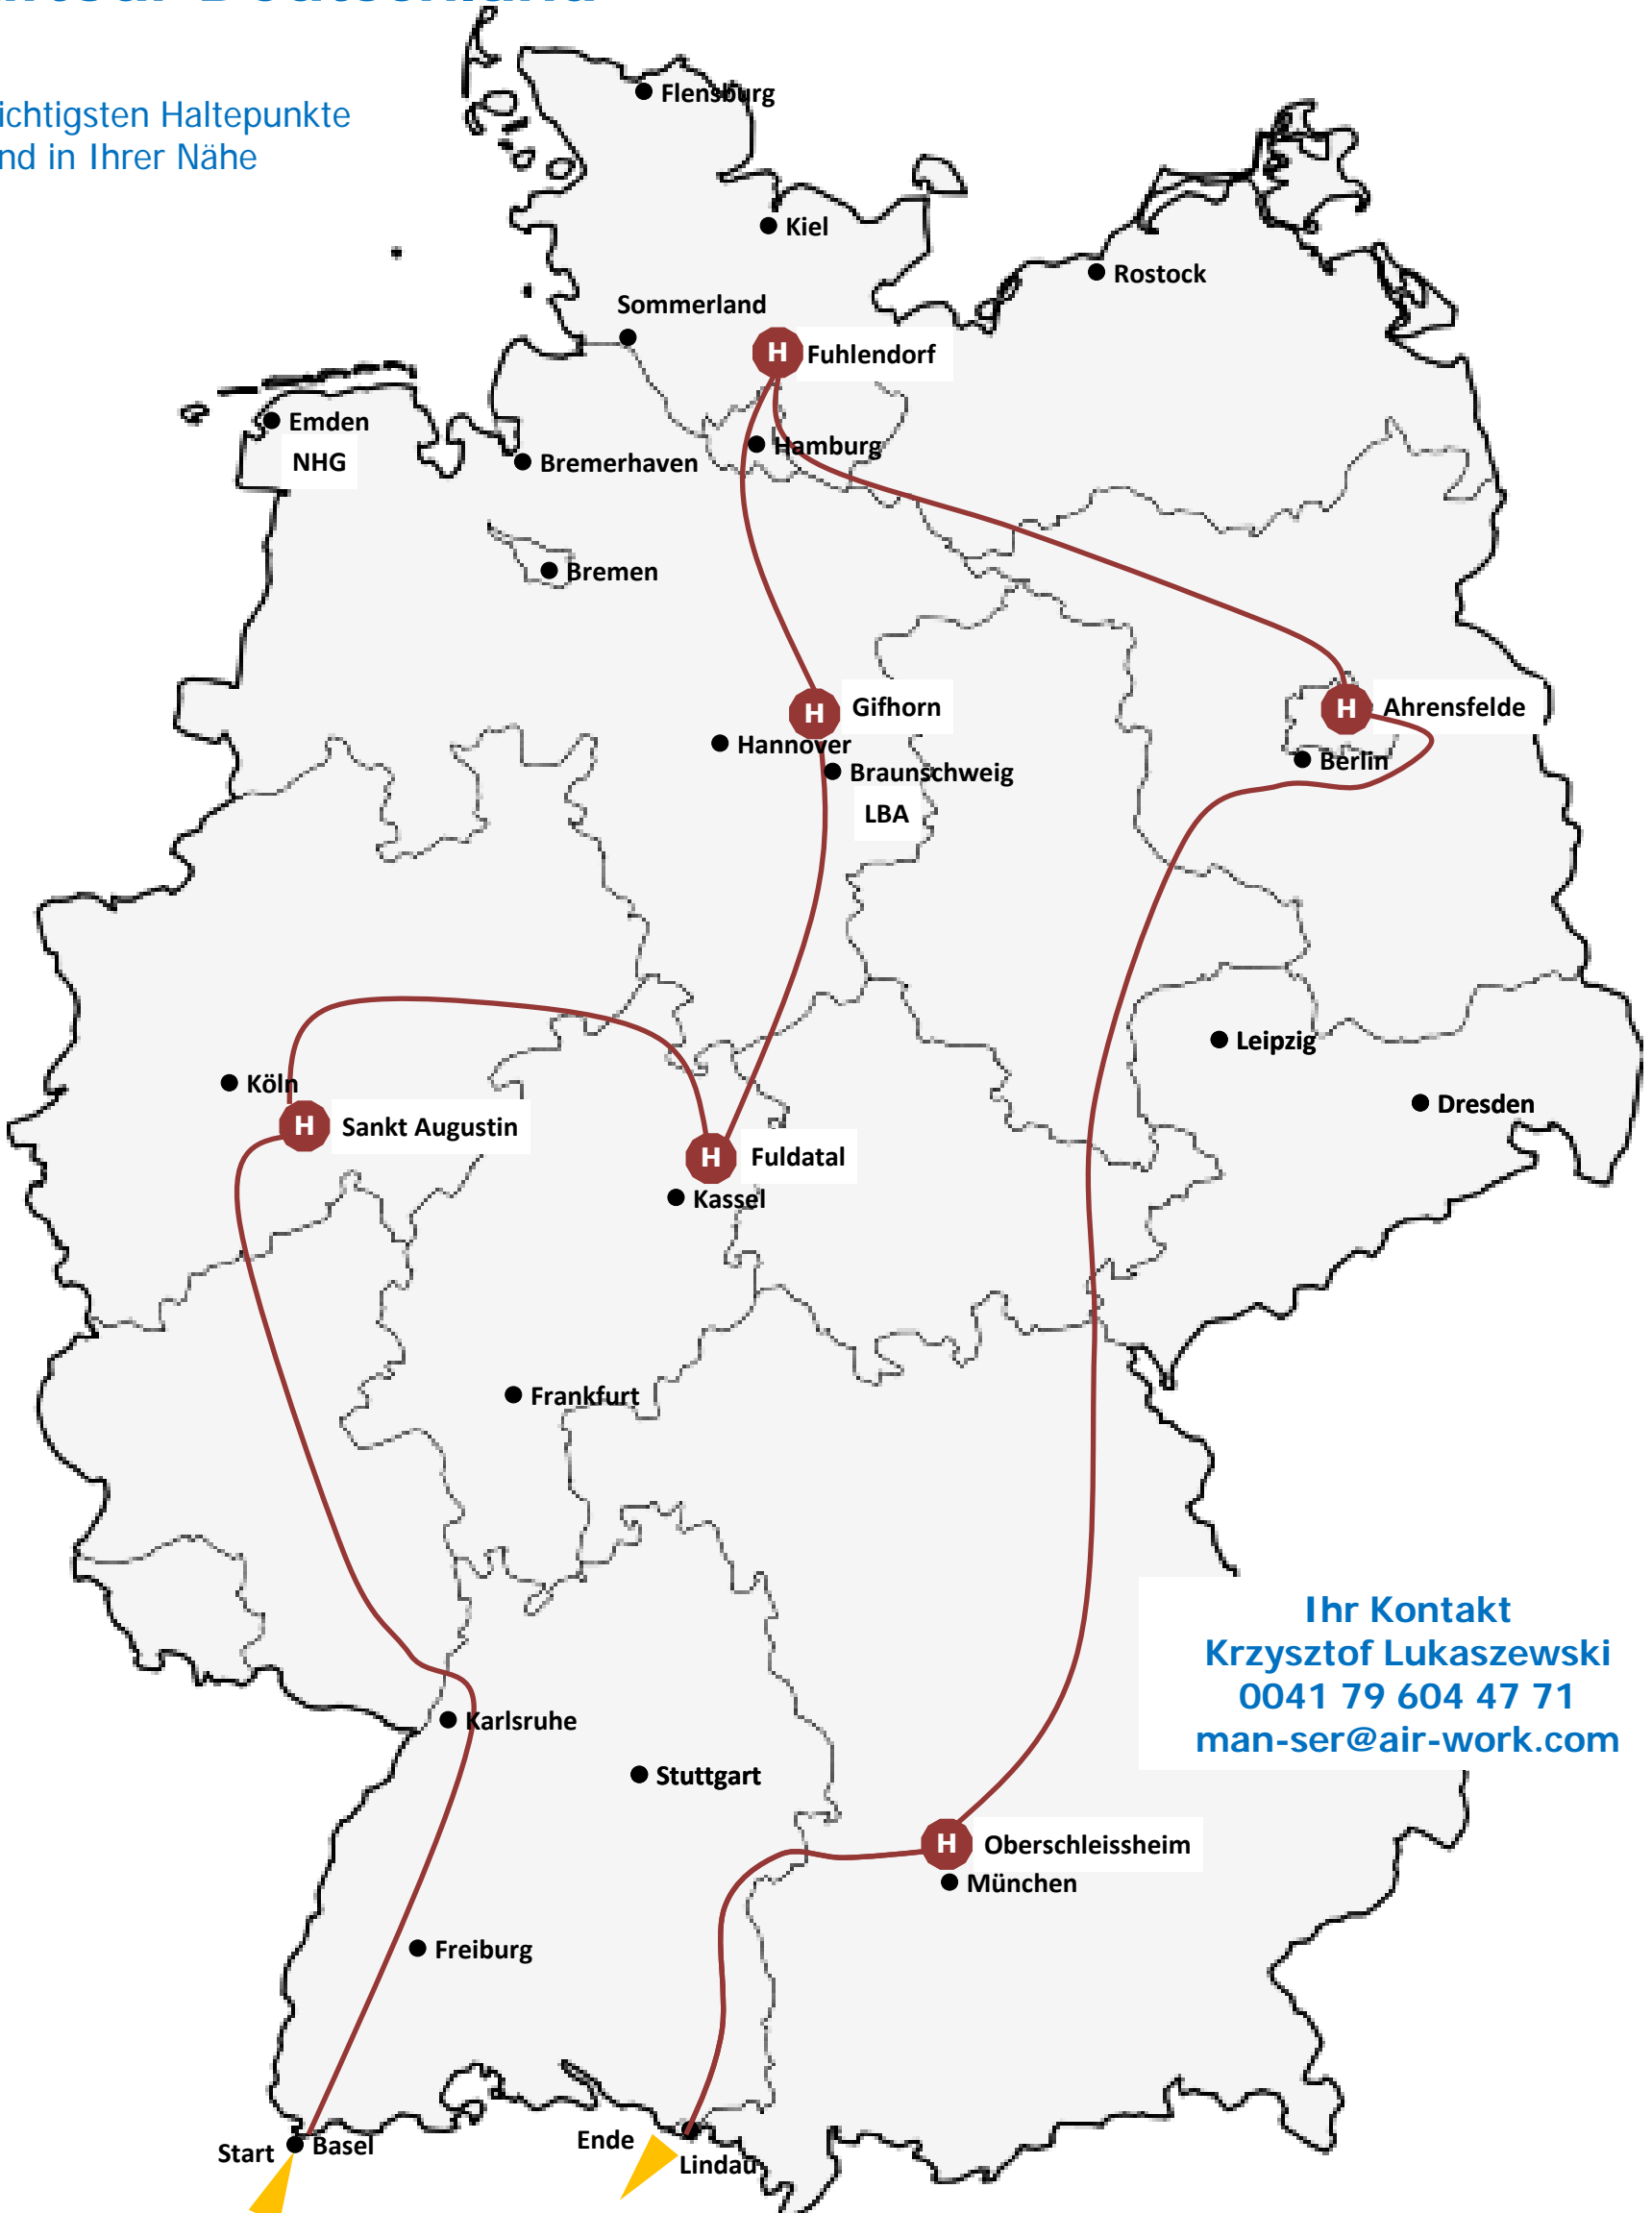 Deutschland
ichtigsten Haltepunkte
nd in Ihrer Nähe
Flensburg
Kiel
Rostock
Sommerland
H Fuhlendorf
Emden
NHG
Hamburg
Bremerhaven
Bremen
H Gifhorn
H Ahrensfelde
Hannover
Berlin
Braunschweig
LBA
Leipzig
Köln
Dresden
H Sankt Augustin
H Fuldatal
Kassel
Frankfurt
Ihr Kontakt
Krzysztof Lukaszewski
0041 79 604 47 71
man-ser@air-work.com
Karlsruhe
Stuttgart
H Oberschleissheim
München
Freiburg
Start
Basel
Ende
Lindau